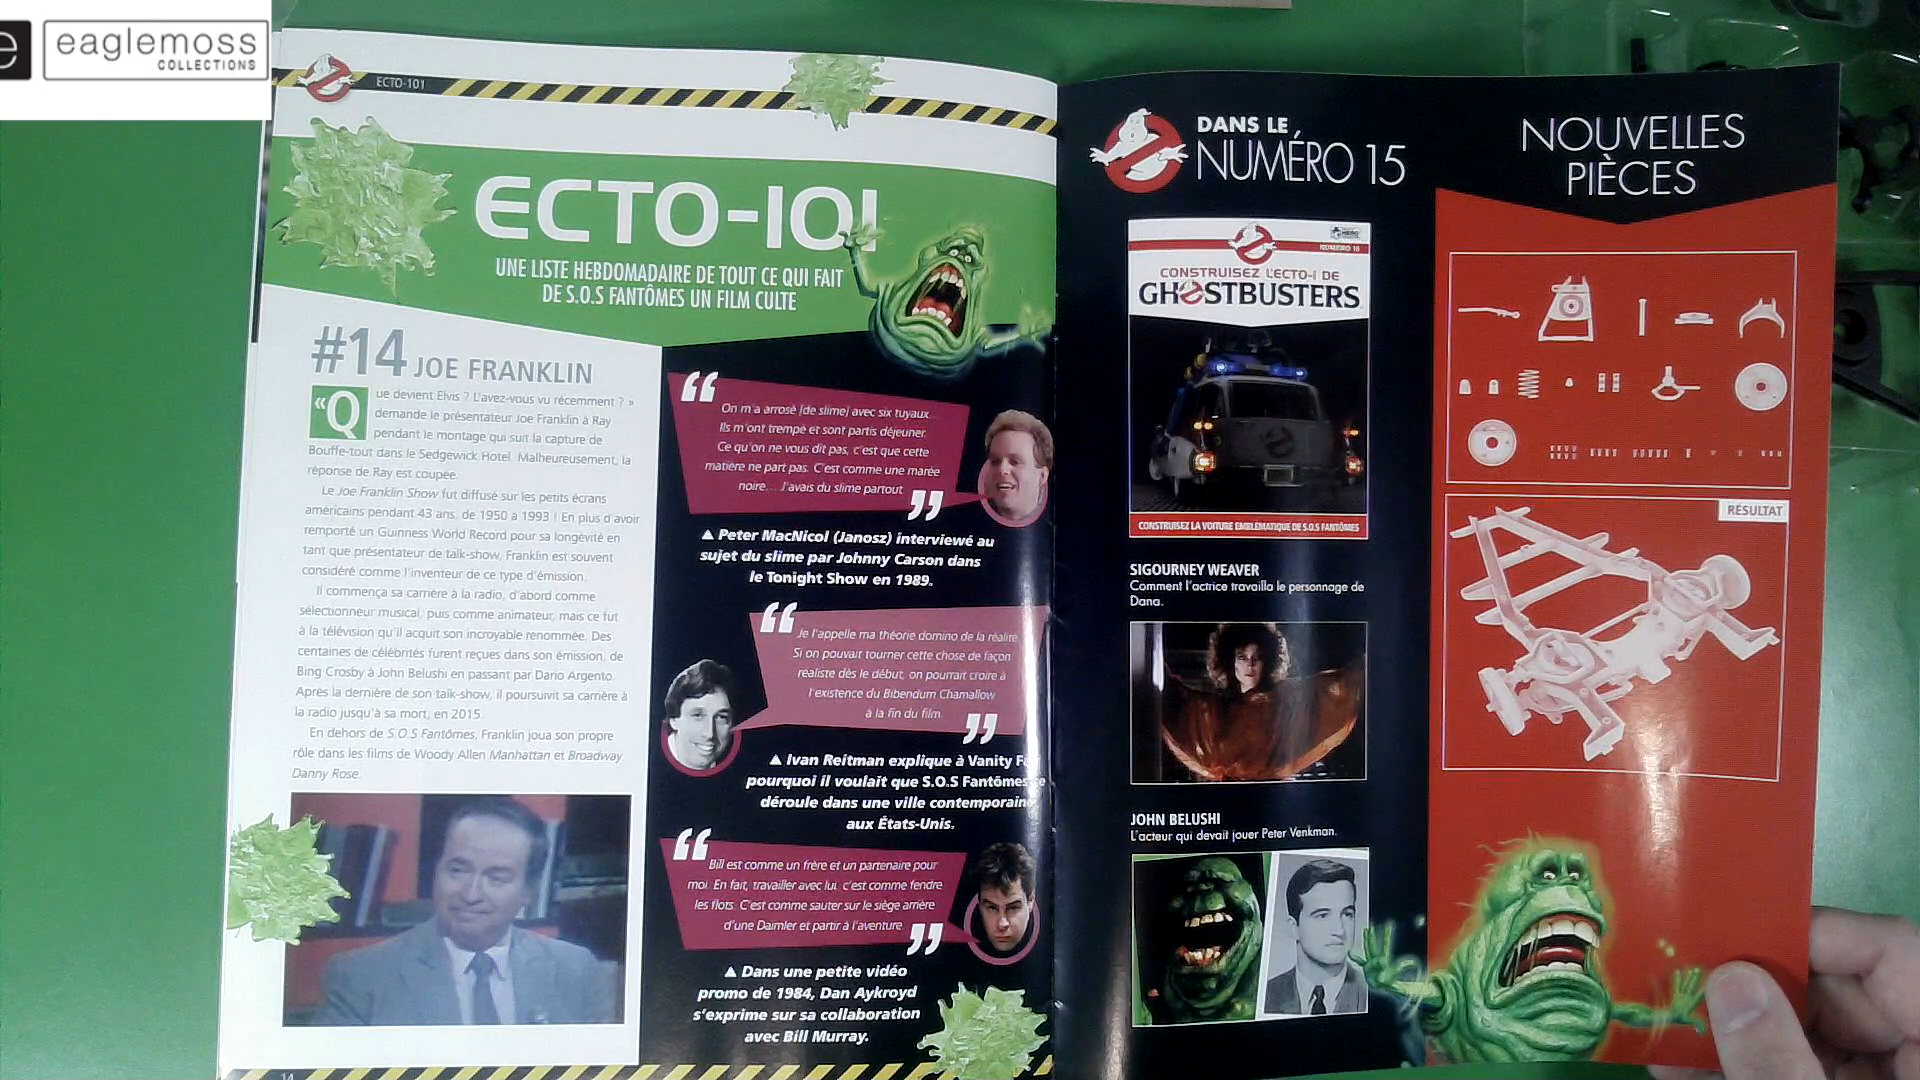 e
eaglemoss
COLLECTIONS
ECTO-101
ECTO-101
UNE LISTE HEBDOMADAIRE DE TOUT CE QUI FAIT
DE S.O.S FANTÔMES UN FILM CULTE
#14 JOE FRANKLIN
«Que devient Elvis ? L'avez-vous vu récemment ? »
demande le présentateur Joe Franklin à Ray
pendant le montage qui suit la capture de
Bouffe-tout dans le Sedgewick Hotel. Malheureusement, la
réponse de Ray est coupée.
Le Joe Franklin Show fut diffusé sur les petits écrans
américains pendant 43 ans, de 1950 à 1993 ! En plus d'avoir
remporté un Guinness World Record pour sa longévité en
tant que présentateur de talk-show, Franklin est souvent
considéré comme l'inventeur de ce type d'émission.
Il commença sa carrière à la radio, d'abord comme
sélectionneur musical, puis comme animateur, mais ce fut
à la télévision qu'il acquit son incroyable renommée. Des
centaines de célébrités furent reçues dans son émission, de
Bing Crosby à John Belushi en passant par Dario Argento.
Après la dernière de son talk-show, il poursuivit sa carrière à
la radio jusqu'à sa mort, en 2015.
En dehors de S.O.S Fantômes, Franklin joua son propre
rôle dans les films de Woody Allen Manhattan et Broadway
Danny Rose.
14
“
On m'a arrosé [de slime] avec six tuyaux...
Ils m'ont trempé et sont partis déjeuner.
Ce qu'on ne vous dit pas, c'est que cette
matière ne part pas. C'est comme une marée
noire... J'avais du slime partout.
”
▲ Peter MacNicol (Janosz) interviewé au
sujet du slime par Johnny Carson dans
le Tonight Show en 1989.
“
Je l'appelle ma théorie domino de la réalité.
Si on pouvait tourner cette chose de façon
réaliste dès le début, on pourrait croire à
l'existence du Bibendum Chamallow
à la fin du film.
”
▲ Ivan Reitman explique à Vanity Fa
pourquoi il voulait que S.O.S Fantômes se
déroule dans une ville contemporaine
aux États-Unis.
“
Bill est comme un frère et un partenaire pour
moi. En fait, travailler avec lui, c'est comme fendre
les flots. C'est comme sauter sur le siège arrière
d'une Daimler et partir à l'aventure.
”
▲ Dans une petite vidéo
promo de 1984, Dan Aykroyd
s'exprime sur sa collaboration
avec Bill Murray.
DANS LE
NUMÉRO 15
NUMÉRO 15
CONSTRUISEZ L'ECTO-1 DE
GHOSTBUSTERS
CONSTRUISEZ LA VOITURE EMBLÉMATIQUE DE S.O.S FANTÔMES
SIGOURNEY WEAVER
Comment l'actrice travailla le personnage de
Dana.
JOHN BELUSHI
L'acteur qui devait jouer Peter Venkman.
NOUVELLES
PIÈCES
RÉSULTAT